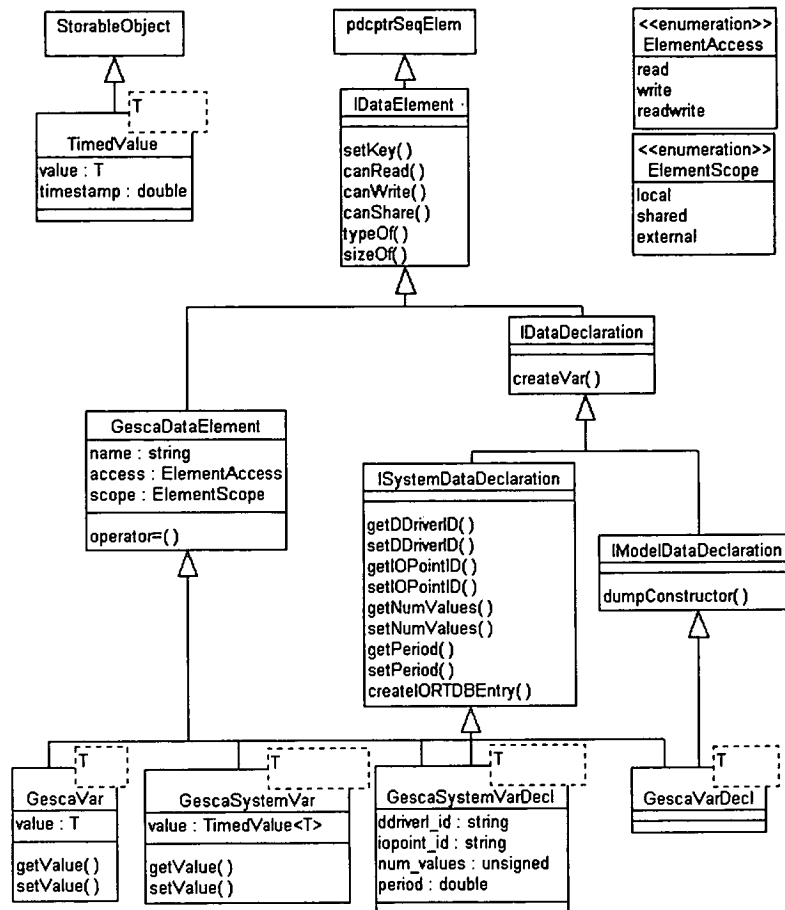 StorableObject
T
TimedValue
value : T
timestamp : double
pdcptrSeqElem
IDataElement
setKey()
canRead()
canWrite()
canShare()
typeOf()
sizeOf()
<<enumeration>>
ElementAccess
read
write
readwrite
<<enumeration>>
ElementScope
local
shared
external
IDataDeclaration
createVar()
GescaDataElement
name : string
access : ElementAccess
scope : ElementScope
operator=()
ISystemDataDeclaration
getDDriverID()
setDDriverID()
getIOPointID()
setIOPointID()
getNumValues()
setNumValues()
getPeriod()
setPeriod()
createIORTDBEntry()
IModelDataDeclaration
dumpConstructor()
T
GescaVar
value : T
getValue()
setValue()
T
GescaSystemVar
value : TimedValue<T>
getValue()
setValue()
T
GescaSystemVarDecl
ddriverl_id : string
iopoint_id : string
num_values : unsigned
period : double
T
GescaVarDecl